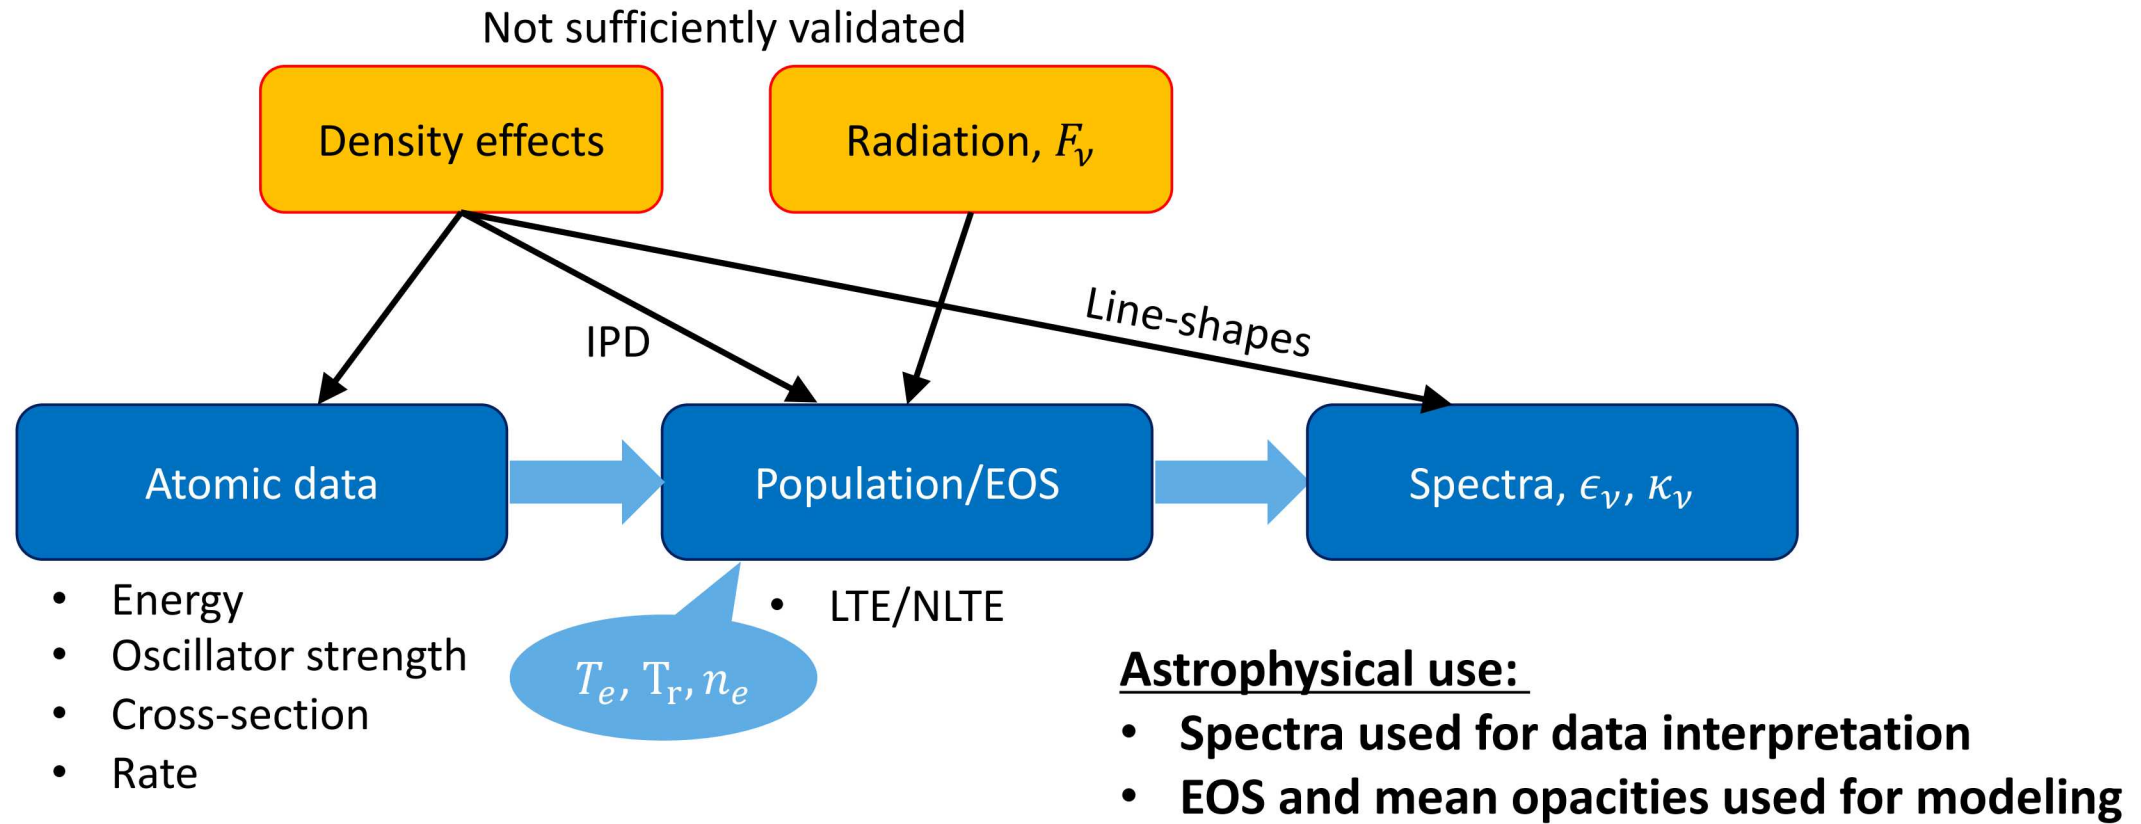 Not sufficiently validated
Density effects
Radiation, Fν
IPD
Line-shapes
Atomic data
Population/EOS
Spectra, ϵν, κν
• Energy
• Oscillator strength
• Cross-section
• Rate
• LTE/NLTE
Te, Tr, ne
Astrophysical use:
• Spectra used for data interpretation
• EOS and mean opacities used for modeling